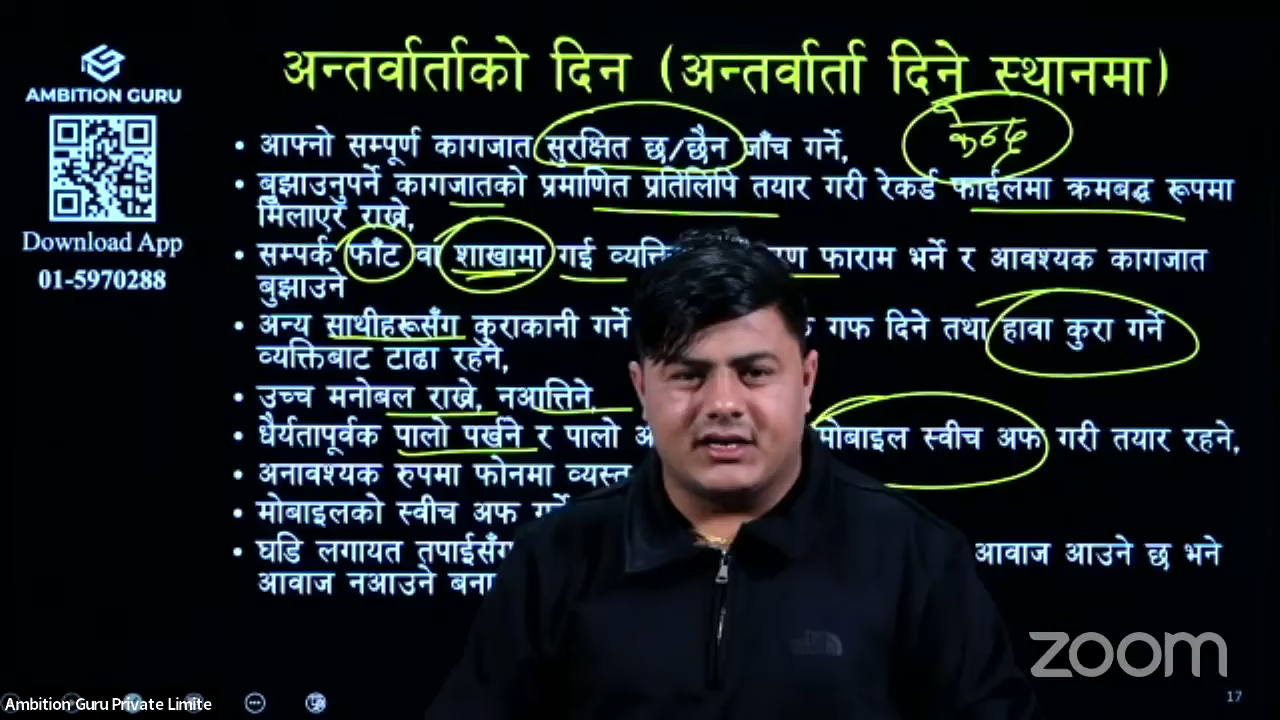 अन्तर्वार्ताको दिन (अन्तर्वार्ता दिने स्थानमा)
AMBITION GURU
Download App
01-5970288
• आफ्नो सम्पूर्ण कागजात सुरक्षित छ/छैन जाँच गर्ने,
• बुझाउनुपर्ने कागजातको प्रमाणित प्रतिलिपि तयार गरी रेकर्ड फाईलमा क्रमबद्ध रूपमा
मिलाएर राख्ने,
• सम्पर्क फाँट वा शाखामा गई फाराम भर्ने र आवश्यक कागजात
बुझाउने
• अन्य साथीहरूसँग कुराकानी गर्ने गफ दिने तथा हावा कुरा गर्ने
व्यक्तिबाट टाढा रहने,
• उच्च मनोबल राख्ने, नआत्तिने,
• धैर्यतापूर्वक पालो पर्खने र पालो मोबाइल स्वीच अफ गरी तयार रहने,
• अनावश्यक रुपमा फोनमा व्यस्त
• मोबाइलको स्वीच अफ गर्ने
• घडि लगायत तपाईसँग आवाज आउने छ भने
आवाज नआउने
zoom
Ambition Guru Private Limite
17